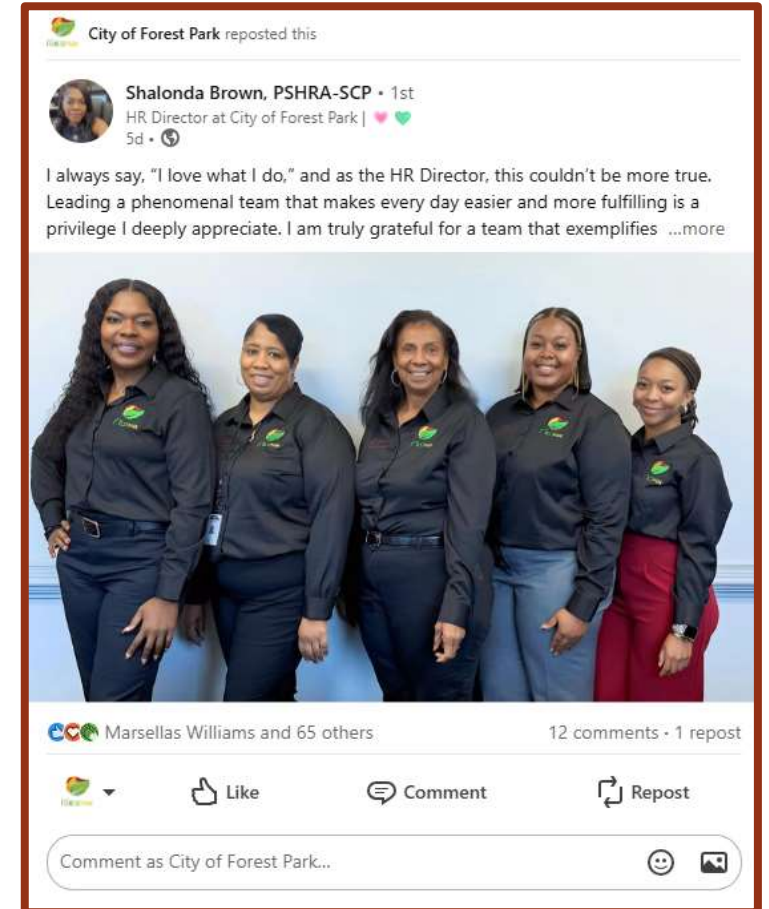 City of Forest Park reposted this
Shalonda Brown, PSHRA-SCP • 1st
HR Director at City of Forest Park |
5d •
I always say, “I love what I do,” and as the HR Director, this couldn’t be more true.
Leading a phenomenal team that makes every day easier and more fulfilling is a
privilege I deeply appreciate. I am truly grateful for a team that exemplifies ...more
Marsellas Williams and 65 others
12 comments • 1 repost
Like
Comment
Repost
Comment as City of Forest Park...